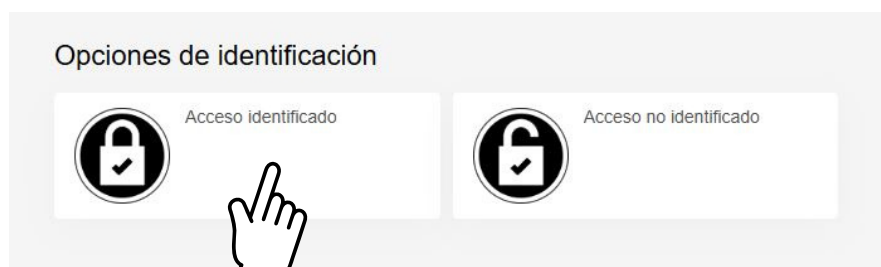 Opciones de identificación
Acceso identificado
Acceso no identificado